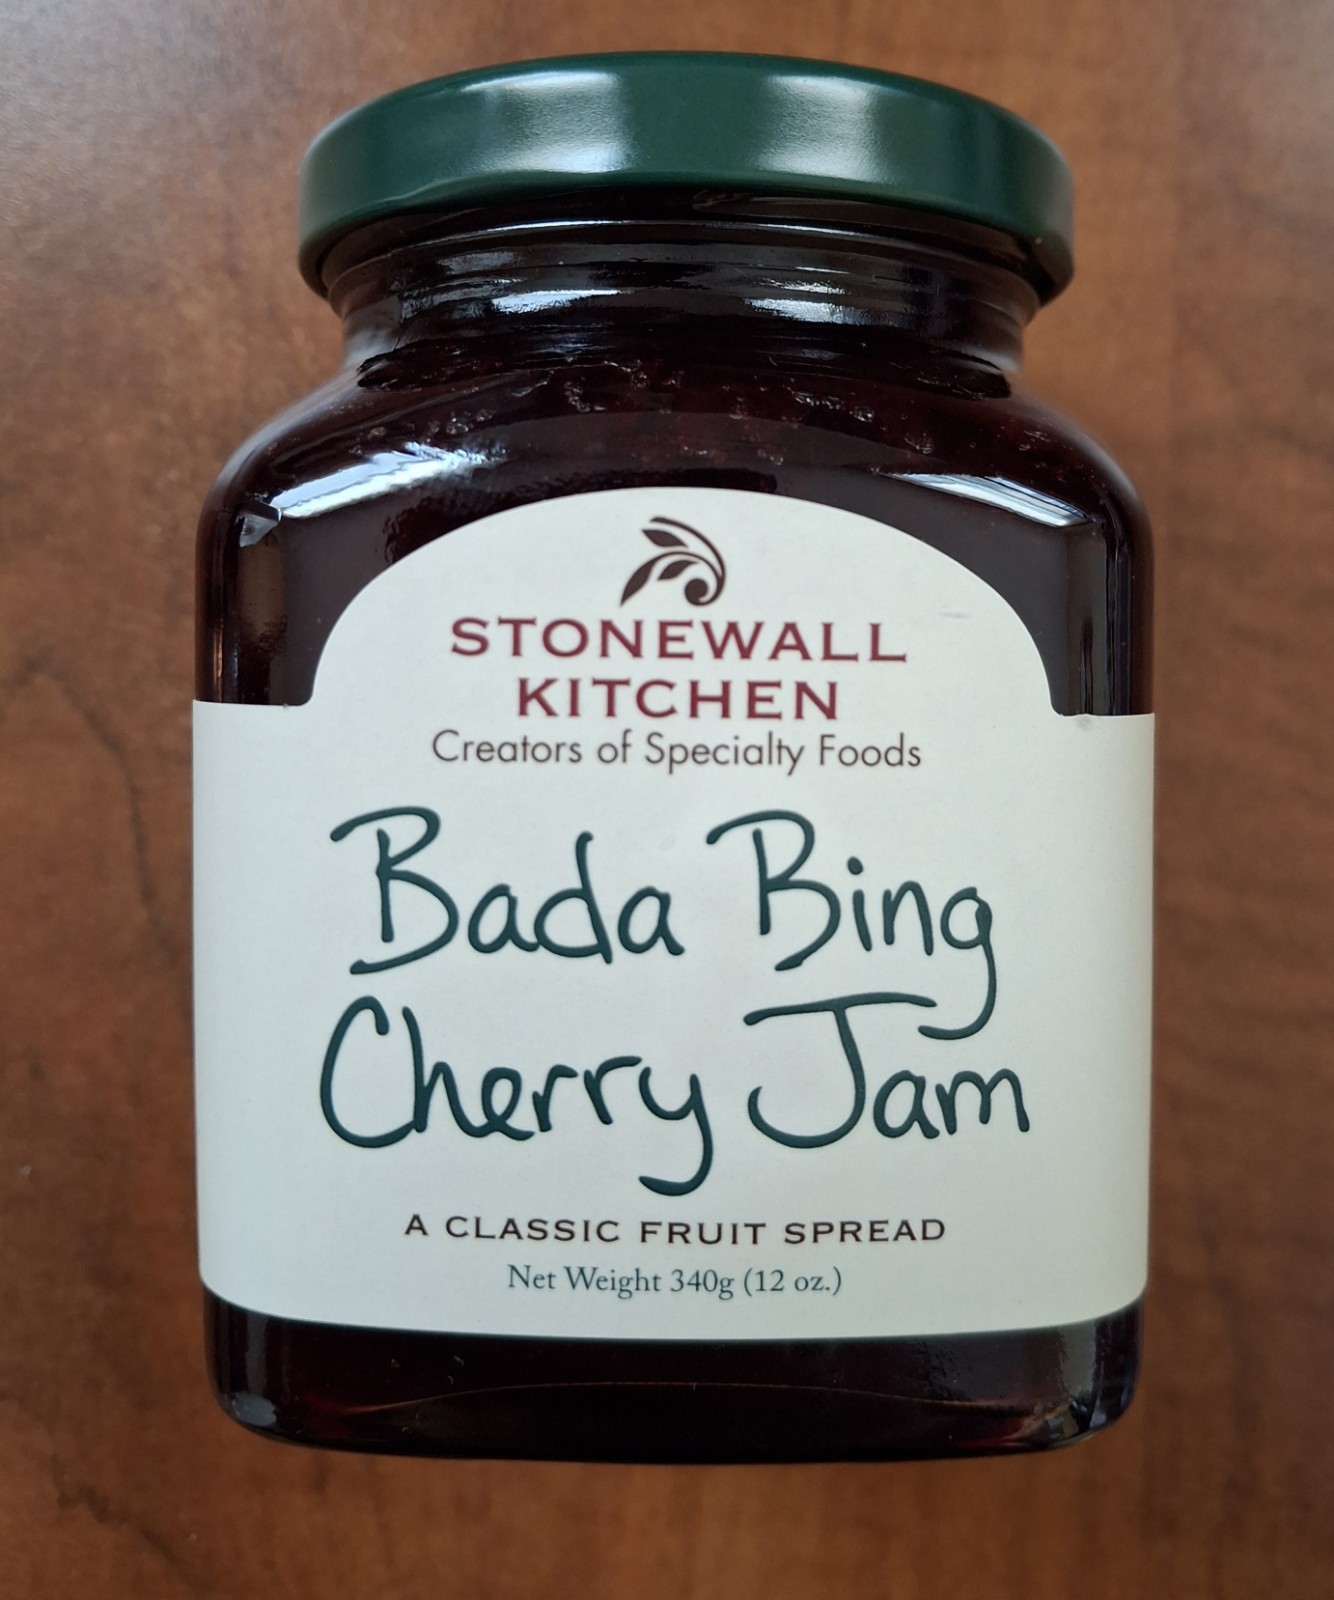 STONEWALL
KITCHEN
Creators of Specialty Foods
Bada Bing
Cherry Jam
A CLASSIC FRUIT SPREAD
Net Weight 340g (12 oz.)